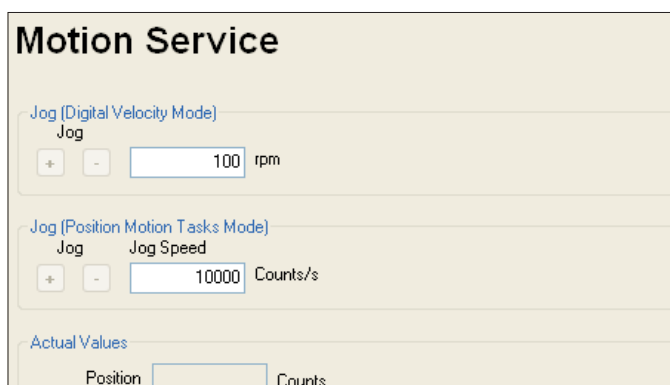 Motion Service
Jog (Digital Velocity Mode)
Jog
+ - 100 rpm
Jog (Position Motion Tasks Mode)
Jog Jog Speed
+ - 10000 Counts/s
Actual Values
Position Counts